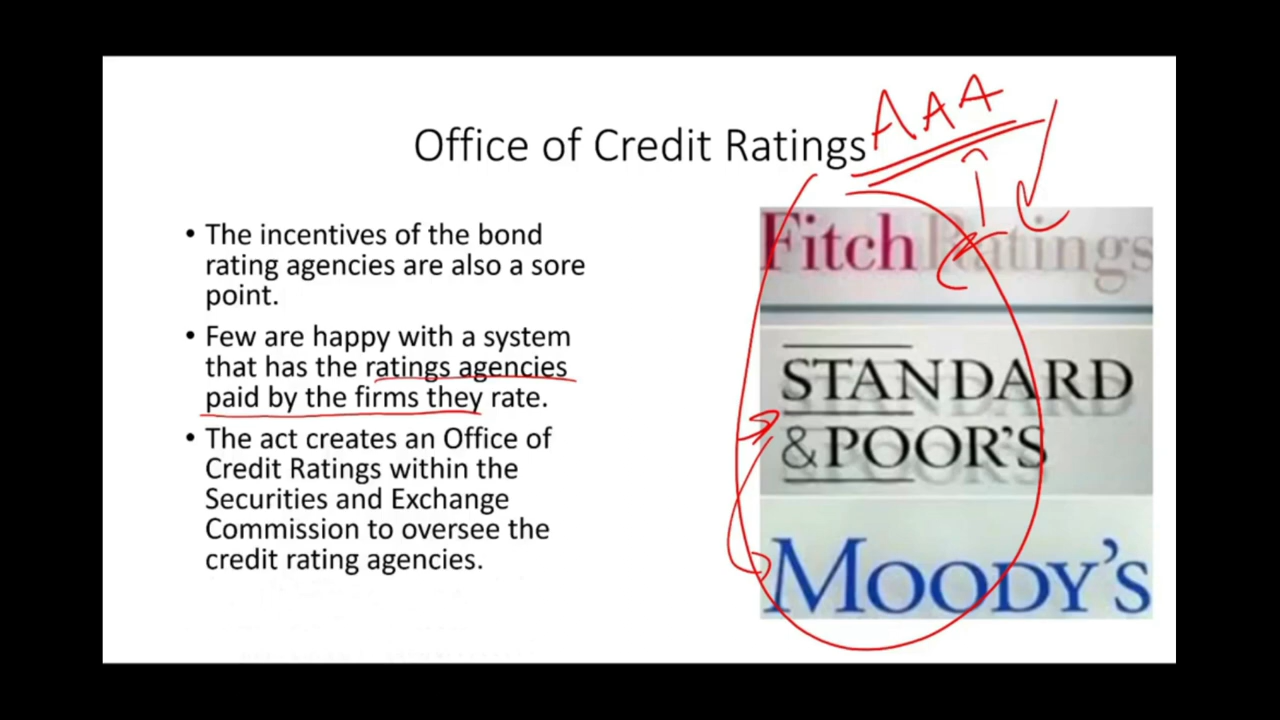 Office of Credit Ratings
AAA
• The incentives of the bond
rating agencies are also a sore
point.
• Few are happy with a system
that has the ratings agencies
paid by the firms they rate.
• The act creates an Office of
Credit Ratings within the
Securities and Exchange
Commission to oversee the
credit rating agencies.
FitchRatings
STANDARD
&POOR'S
MOODY'S